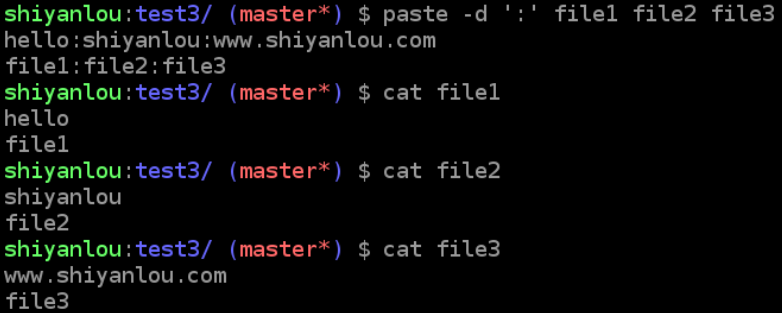 shiyanlou:test3/ (master*) $ paste -d ':' file1 file2 file3
hello:shiyanlou:www.shiyanlou.com
file1:file2:file3
shiyanlou:test3/ (master*) $ cat file1
hello
file1
shiyanlou:test3/ (master*) $ cat file2
shiyanlou
file2
shiyanlou:test3/ (master*) $ cat file3
www.shiyanlou.com
file3